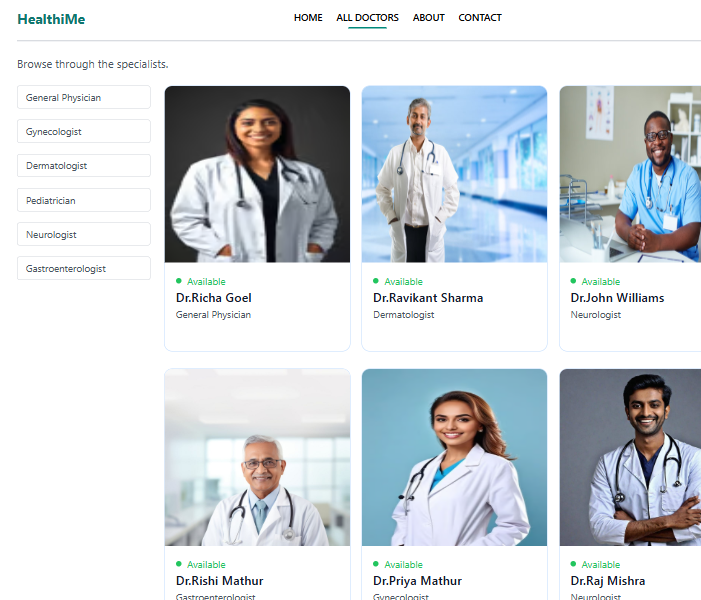 HealthiMe
HOME ALL DOCTORS ABOUT CONTACT
Browse through the specialists.
General Physician
Gynecologist
Dermatologist
Pediatrician
Neurologist
Gastroenterologist
Available
Dr.Richa Goel
General Physician
Available
Dr.Ravikant Sharma
Dermatologist
Available
Dr.John Williams
Neurologist
Available
Dr.Rishi Mathur
Gastroenterologist
Available
Dr.Priya Mathur
Gynecologist
Available
Dr.Raj Mishra
Neurologist